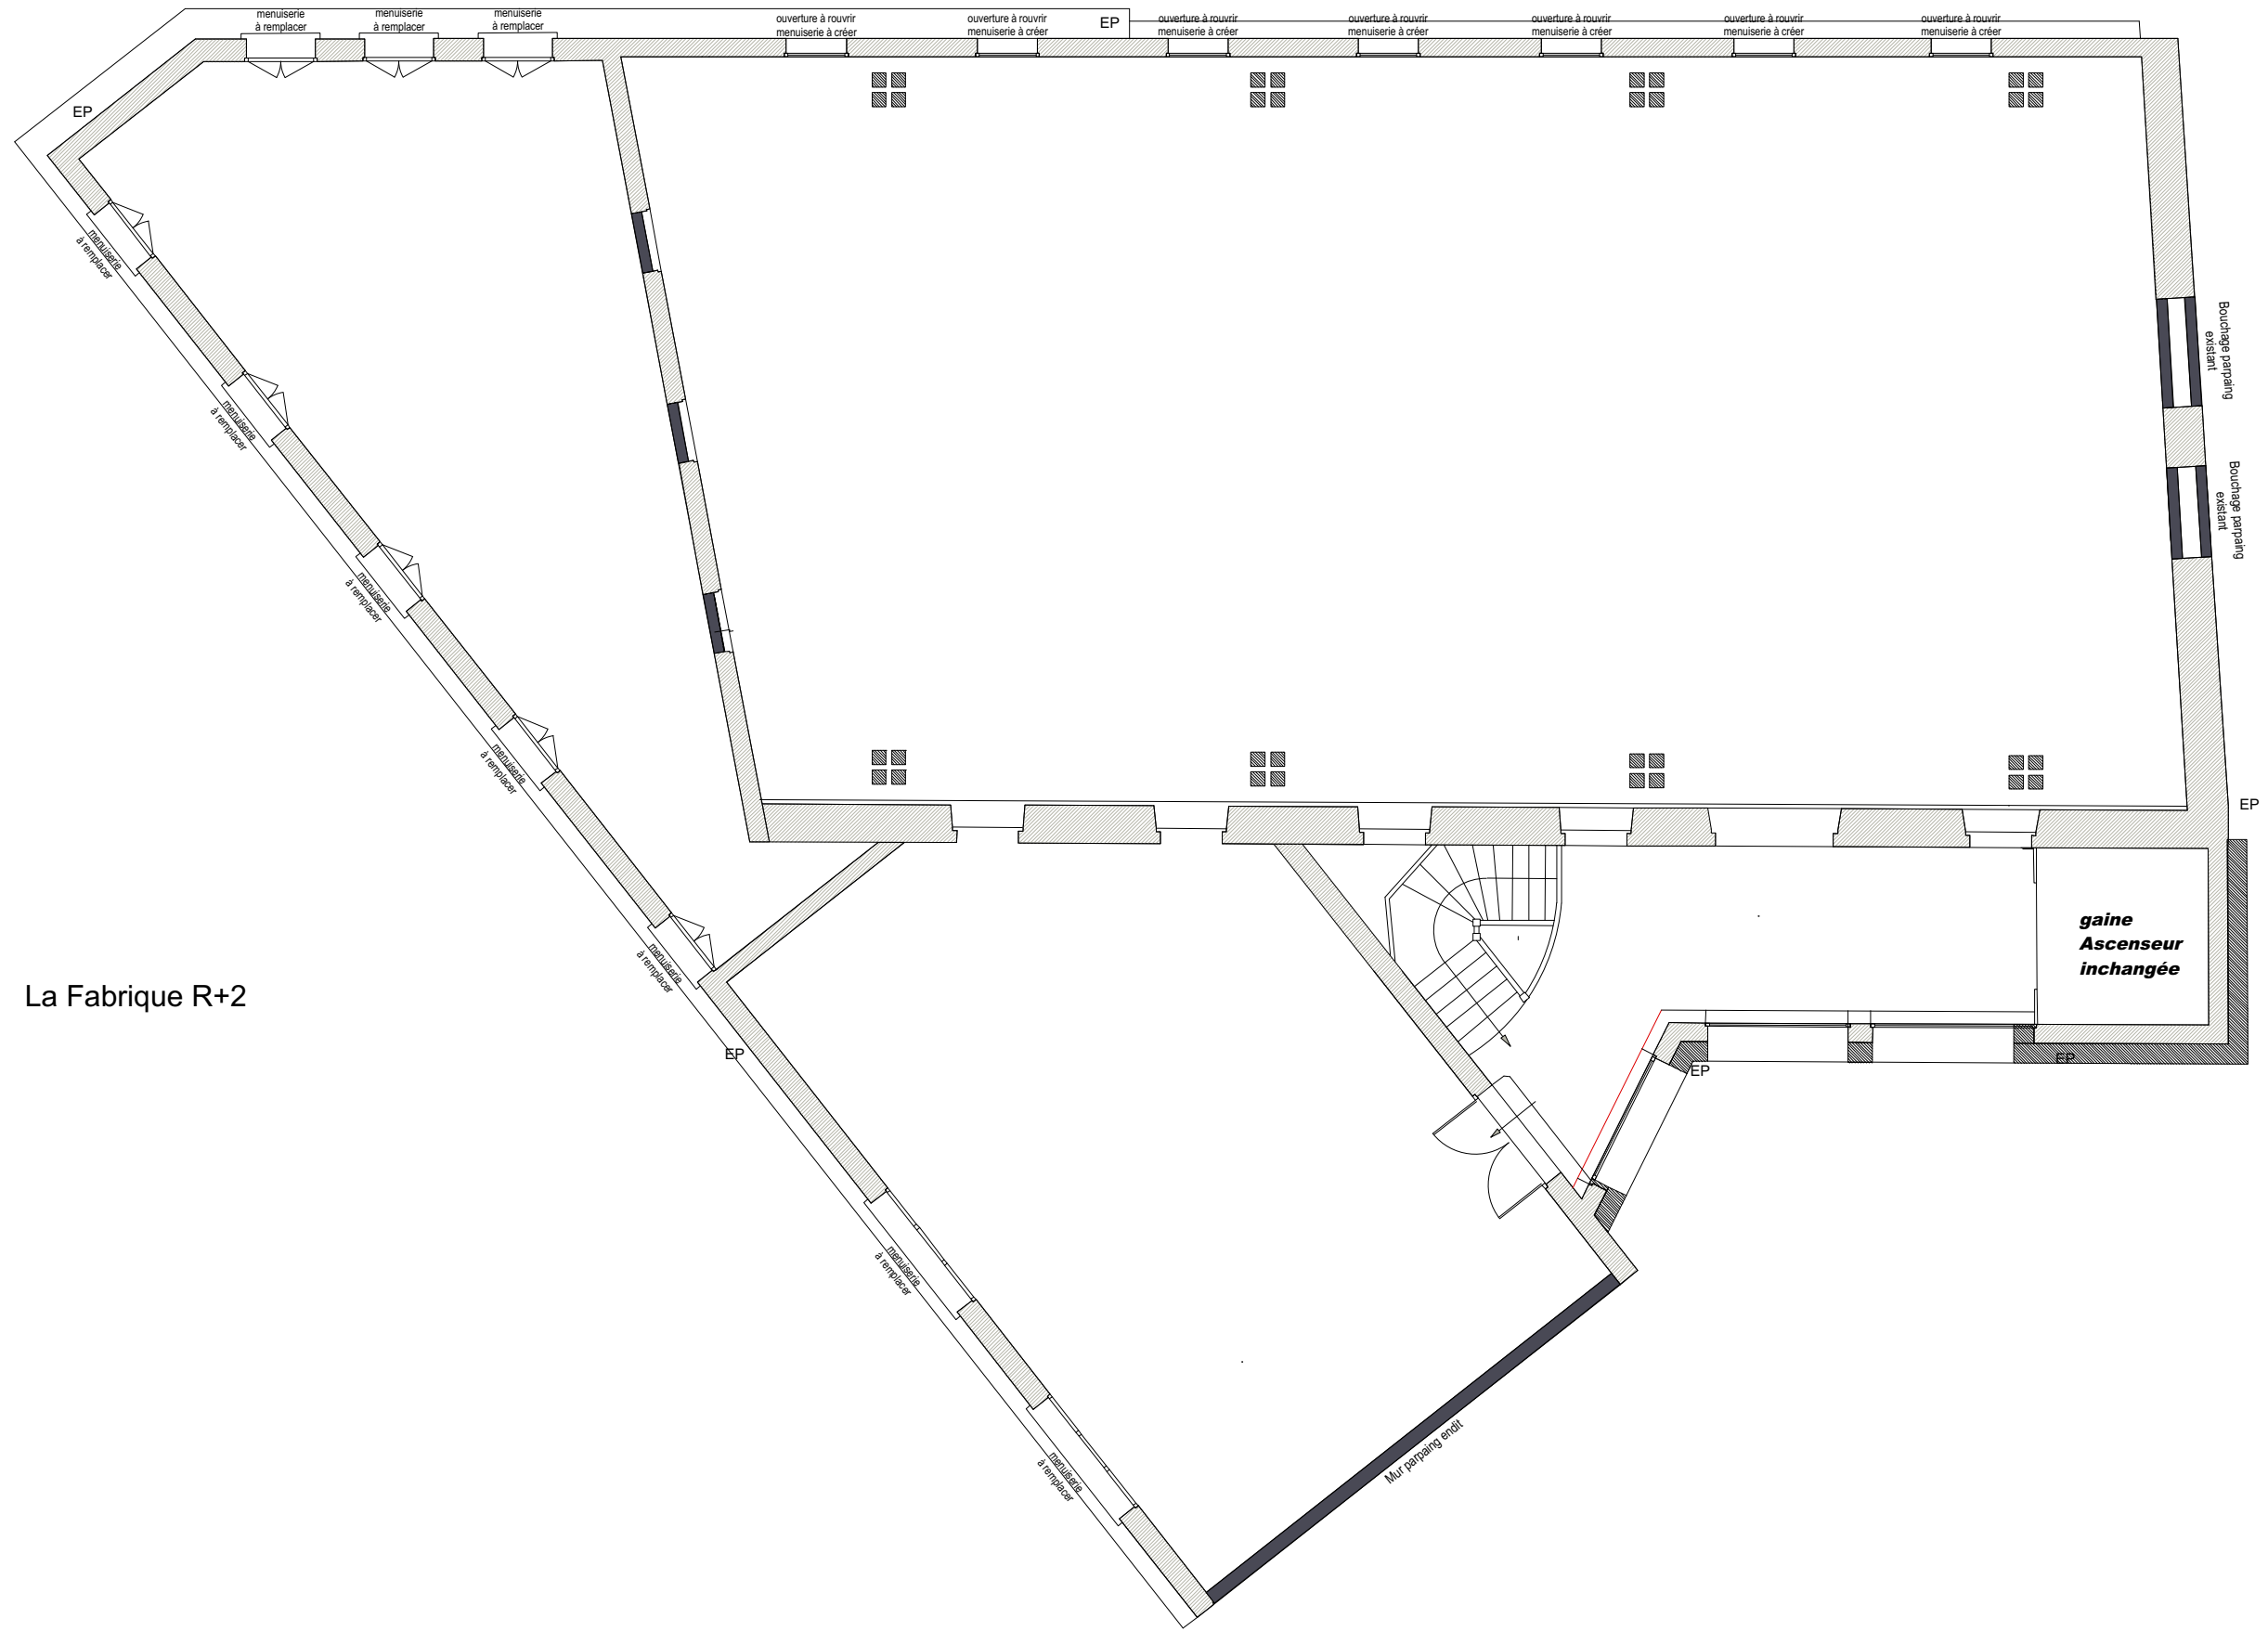 menuiserie
à remplacer
menuiserie
à remplacer
menuiserie
à remplacer
ouverture à rouvrir
menuiserie à créer
ouverture à rouvrir
menuiserie à créer
EP
ouverture à rouvrir
menuiserie à créer
ouverture à rouvrir
menuiserie à créer
ouverture à rouvrir
menuiserie à créer
ouverture à rouvrir
menuiserie à créer
ouverture à rouvrir
menuiserie à créer
EP
menuiserie
à remplacer
menuiserie
à remplacer
menuiserie
à remplacer
menuiserie
à remplacer
menuiserie
à remplacer
Bouchage parpaing
existant
Bouchage parpaing
existant
EP
gaine
Ascenseur
inchangée
La Fabrique R+2
EP
EP
EP
menuiserie
à remplacer
menuiserie
à remplacer
Mur parpaing endit